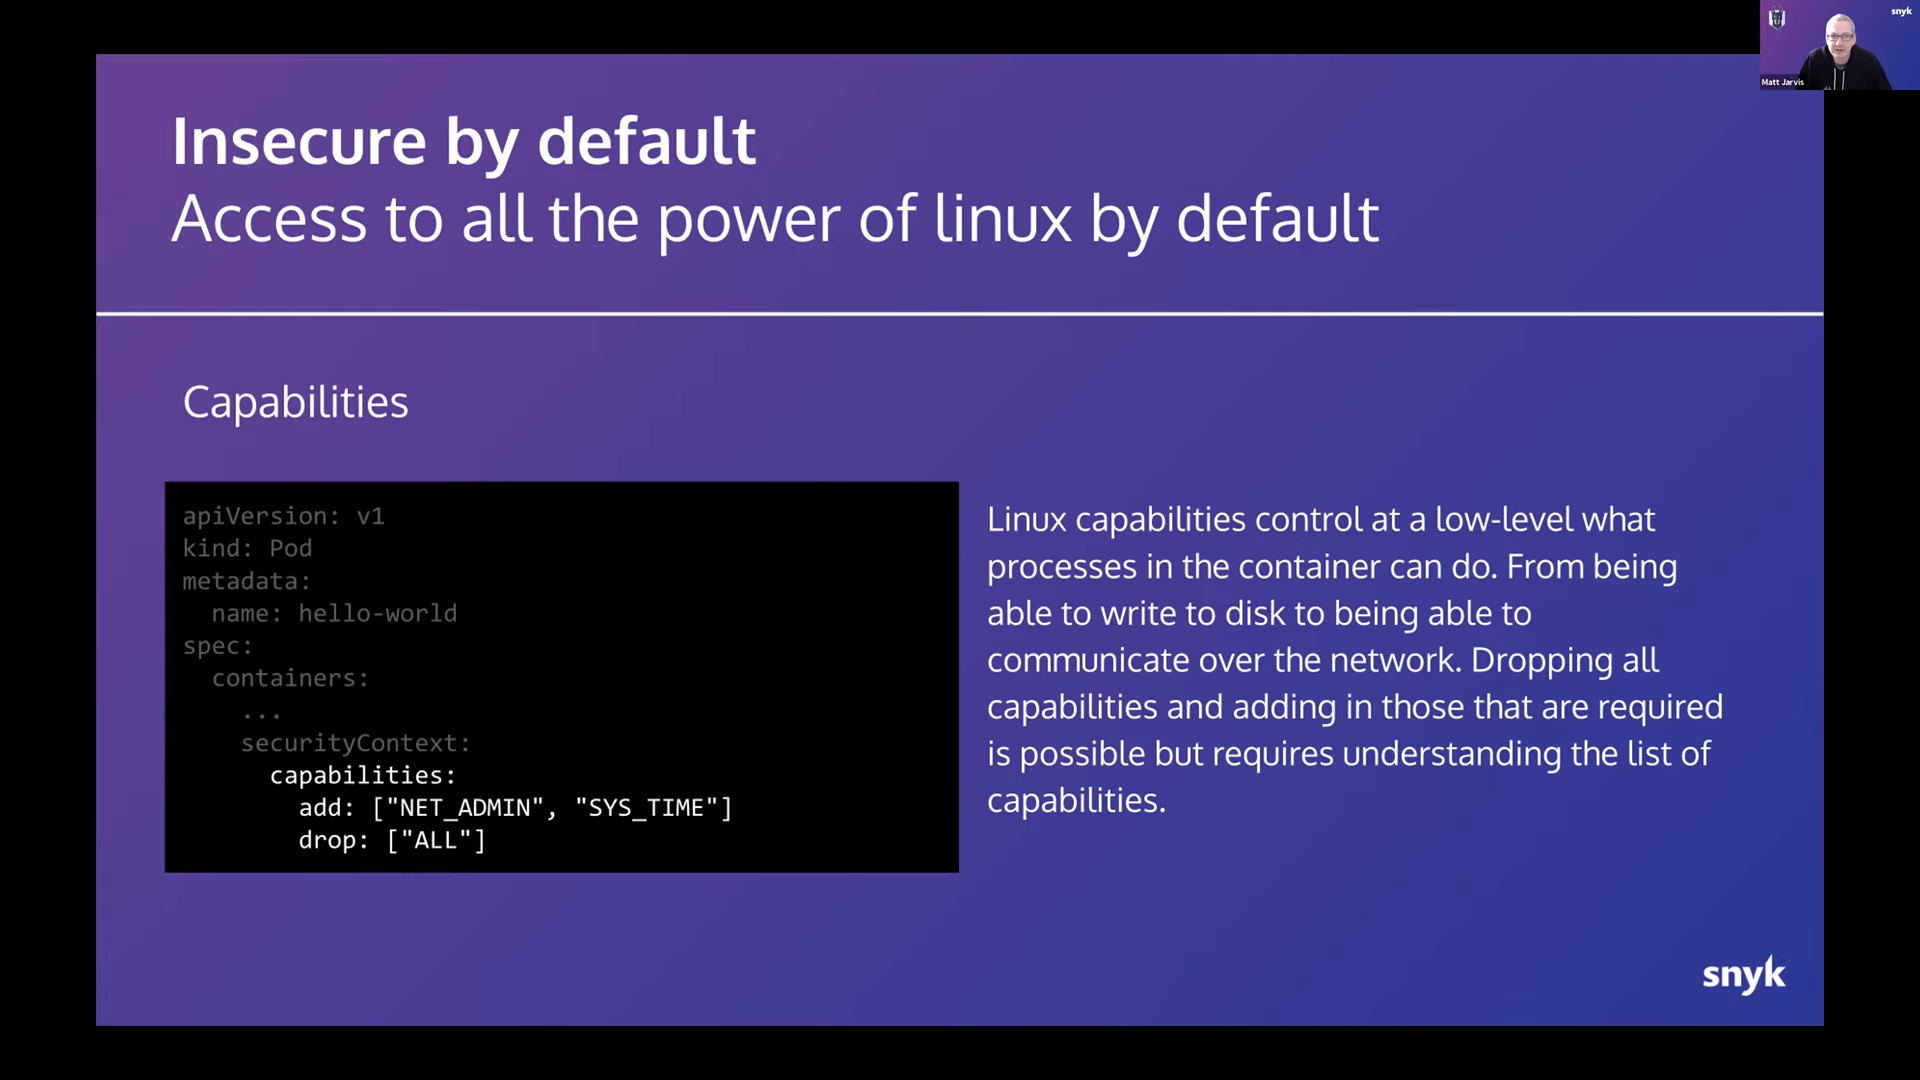 snyk
Matt Jarvis
Insecure by default
Access to all the power of linux by default
Capabilities
apiVersion: v1
kind: Pod
metadata:
  name: hello-world
spec:
  containers:
    ...
    securityContext:
      capabilities:
        add: ["NET_ADMIN", "SYS_TIME"]
        drop: ["ALL"]
Linux capabilities control at a low-level what
processes in the container can do. From being
able to write to disk to being able to
communicate over the network. Dropping all
capabilities and adding in those that are required
is possible but requires understanding the list of
capabilities.
snyk